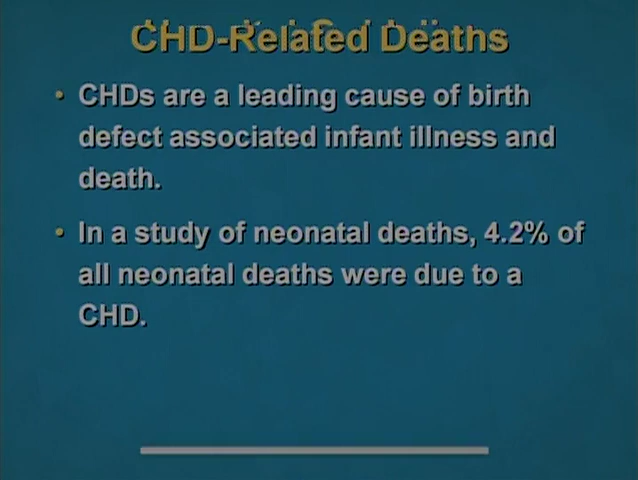 CHD-Related Deaths
• CHDs are a leading cause of birth
defect associated infant illness and
death.
• In a study of neonatal deaths, 4.2% of
all neonatal deaths were due to a
CHD.